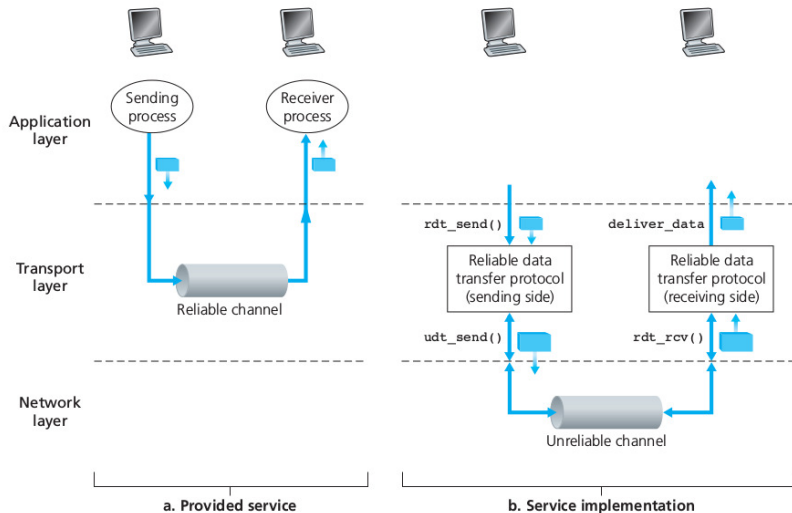 Sending
process
Receiver
process
Application
layer
rdt_send()
deliver_data
Transport
layer
Reliable channel
Reliable data
transfer protocol
(sending side)
Reliable data
transfer protocol
(receiving side)
udt_send()
rdt_rcv()
Network
layer
Unreliable channel
a. Provided service
b. Service implementation